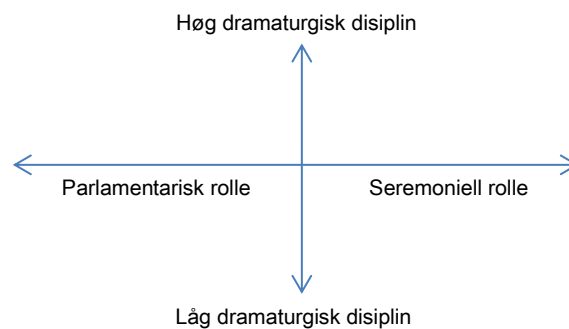 Høg dramaturgisk disiplin
Parlamentarisk rolle
Seremoniell rolle
Låg dramaturgisk disiplin